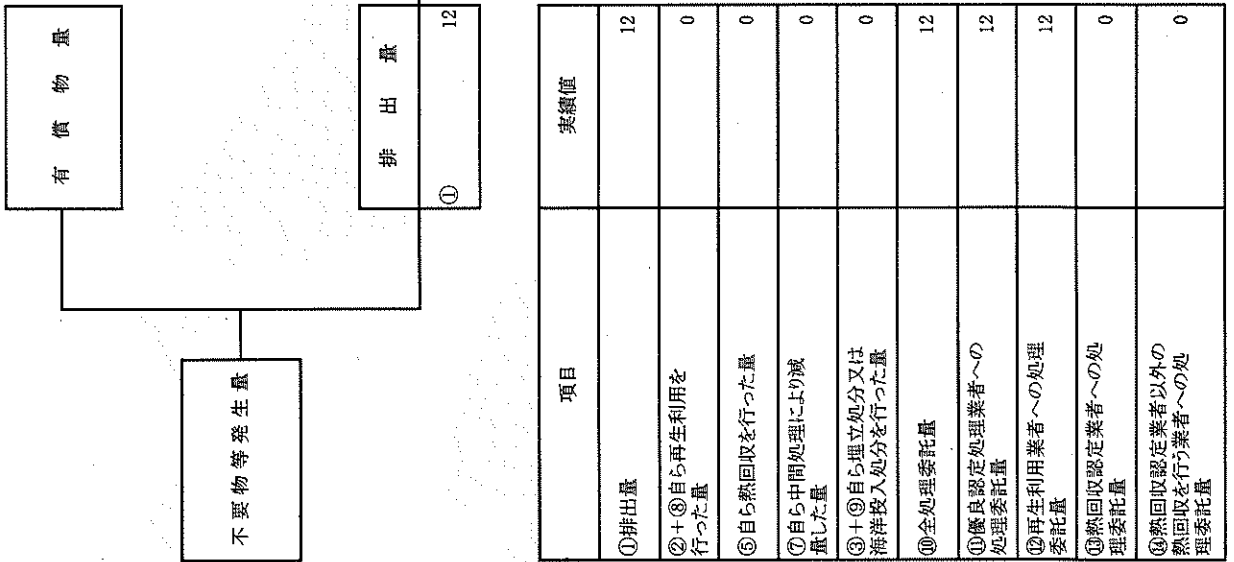 有償物量
不要物等発生量
排出量
① 12
項目 実績値
①排出量 12
②+⑧自ら再生利用を
行った量 0
⑤自ら熱回収を行った量 0
⑦自ら中間処理により減
量した量 0
③+⑨自ら埋立処分又は
海洋投入処分を行った量 0
⑩全処理委託量 12
⑪優良認定処理業者への
処理委託量 12
⑫再生利用業者への処理
委託量 12
⑬熱回収認定業者への処
理委託量 0
⑭熱回収認定業者以外の
熱回収を行う業者への処
理委託量 0